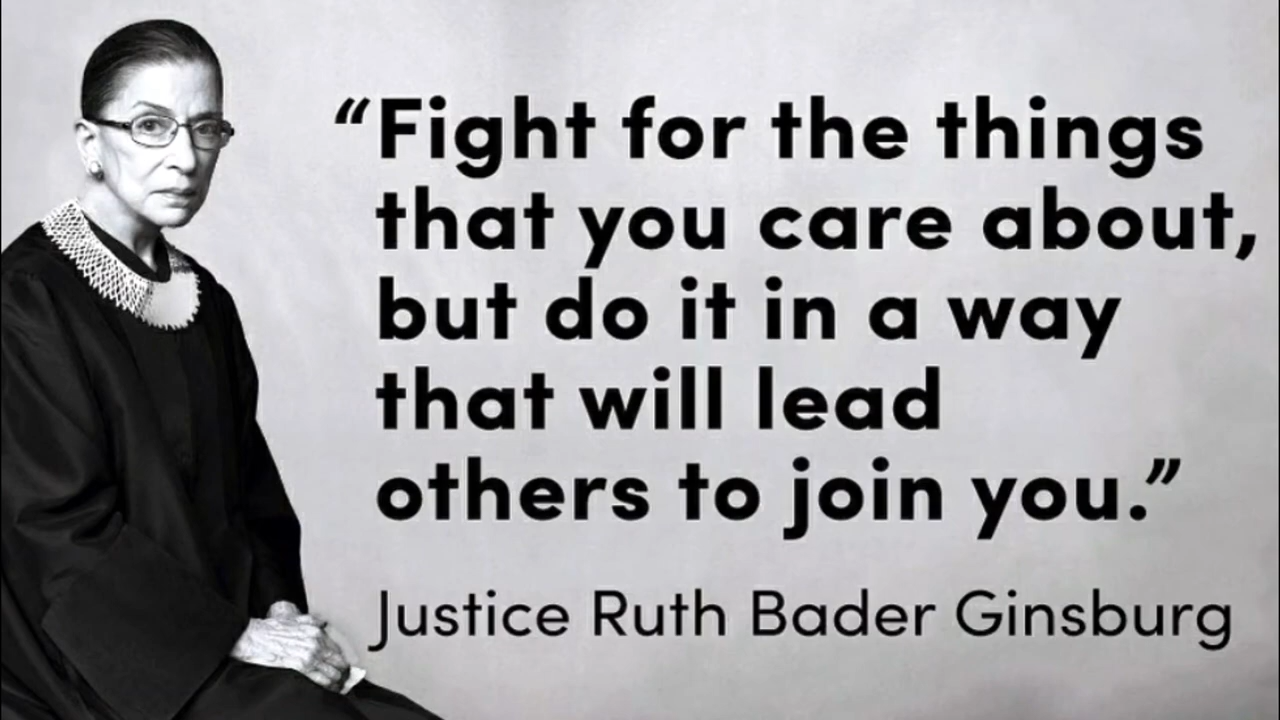 “Fight for the things
that you care about,
but do it in a way
that will lead
others to join you.”
Justice Ruth Bader Ginsburg